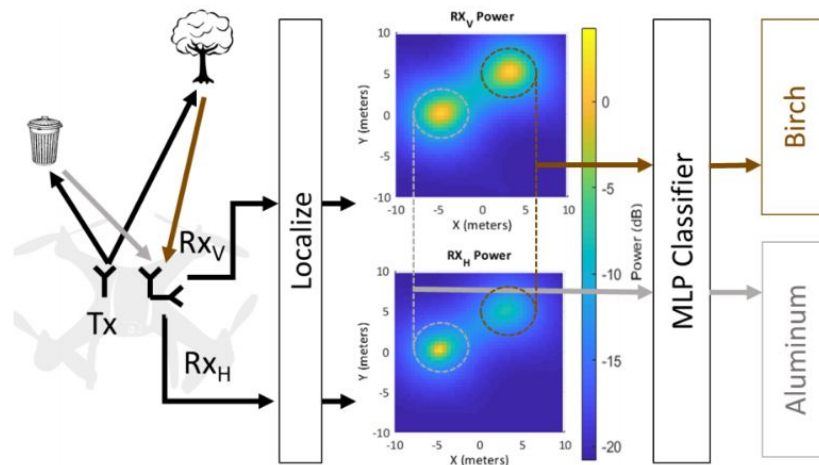 Tx
Rx_V
Rx_H
Localize
RX_V Power
10
5
0
-5
-10
Y (meters)
-10 -5 0 5 10
X (meters)
RX_H Power
10
5
0
-5
-10
Y (meters)
-10 -5 0 5 10
X (meters)
0
-5
-10
-15
-20
Power (dB)
MLP Classifier
Birch
Aluminum